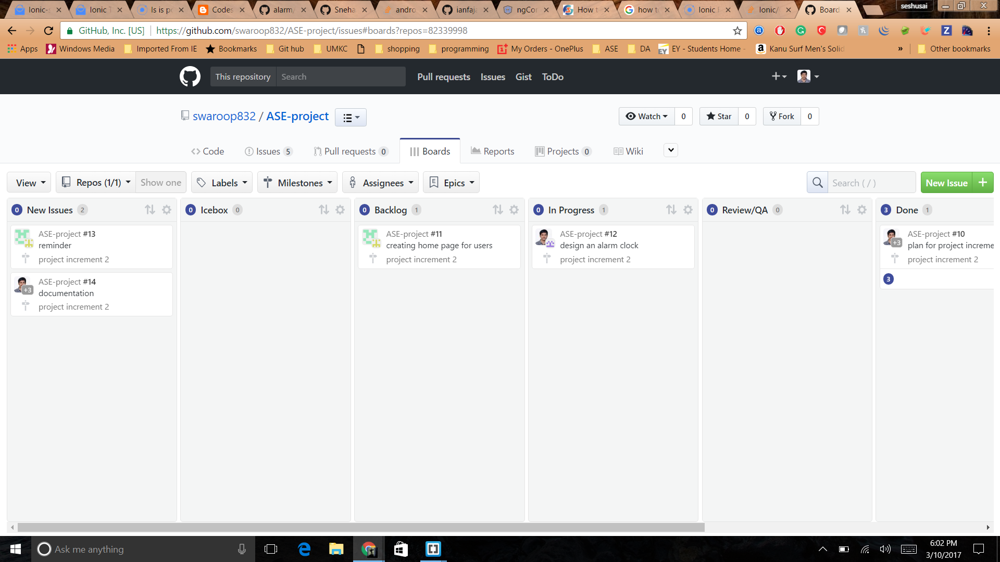 Ionic-s Ionic T Is is po Codes alarm/ Sneha andro ianfaja ngCor How t how to Ionic Ionic/ Board seshusai
GitHub, Inc. [US] https://github.com/swaroop832/ASE-project/issues#boards?repos=82339998
Apps Windows Media Imported From IE Bookmarks Git hub UMKC shopping programming My Orders - OnePlus ASE DA EY - Students Home - Kanu Surf Men's Solid » Other bookmarks
This repository Search Pull requests Issues Gist ToDo
swaroop832 / ASE-project Watch 0 Star 0 Fork 0
Code Issues 5 Pull requests 0 Boards Reports Projects 0 Wiki
View Repos (1/1) Show one Labels Milestones Assignees Epics Search ( / ) New Issue +
0 New Issues 2
ASE-project #13
reminder
project increment 2
ASE-project #14
+3
documentation
project increment 2
0 Icebox 0
0 Backlog 1
ASE-project #11
creating home page for users
project increment 2
0 In Progress 1
ASE-project #12
design an alarm clock
project increment 2
0 Review/QA 0
3 Done 1
ASE-project #10
+3
plan for project increme
project increment 2
3
Ask me anything
6:02 PM
3/10/2017